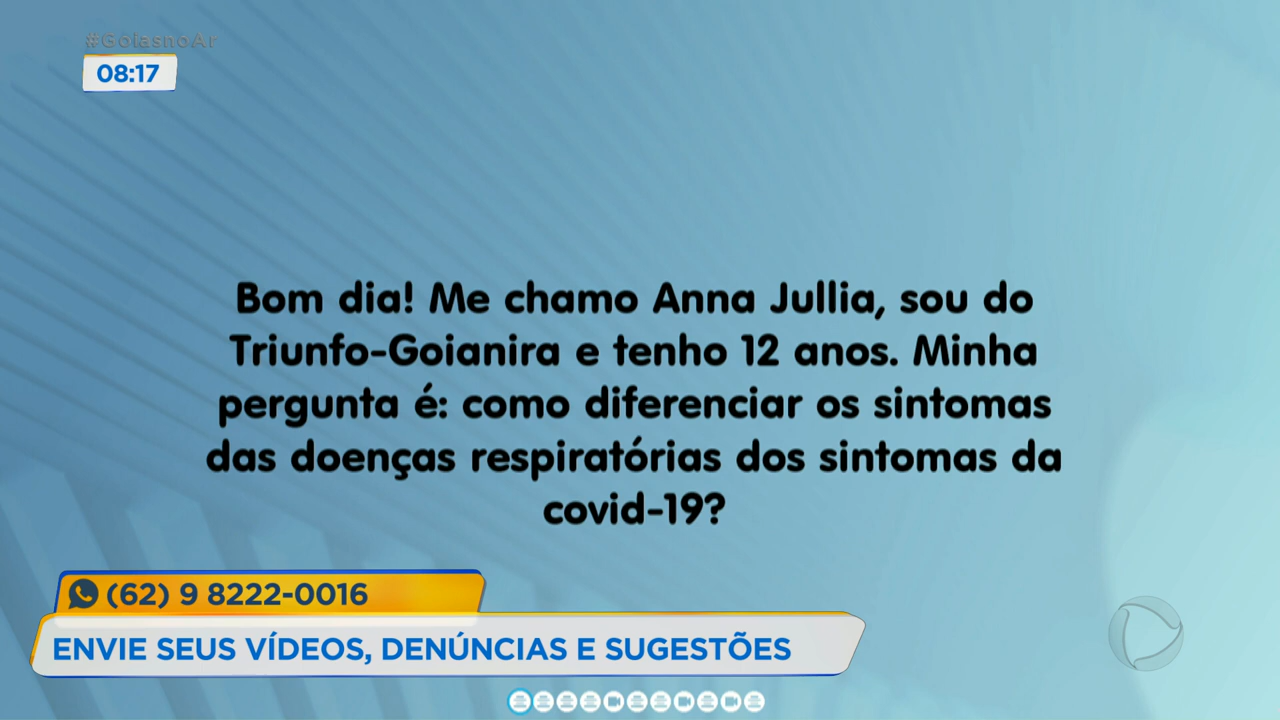 #GoiasnoAr
08:17
Bom dia! Me chamo Anna Jullia, sou do
Triunfo-Goianira e tenho 12 anos. Minha
pergunta é: como diferenciar os sintomas
das doenças respiratórias dos sintomas da
covid-19?
(62) 9 8222-0016
ENVIE SEUS VÍDEOS, DENÚNCIAS E SUGESTÕES